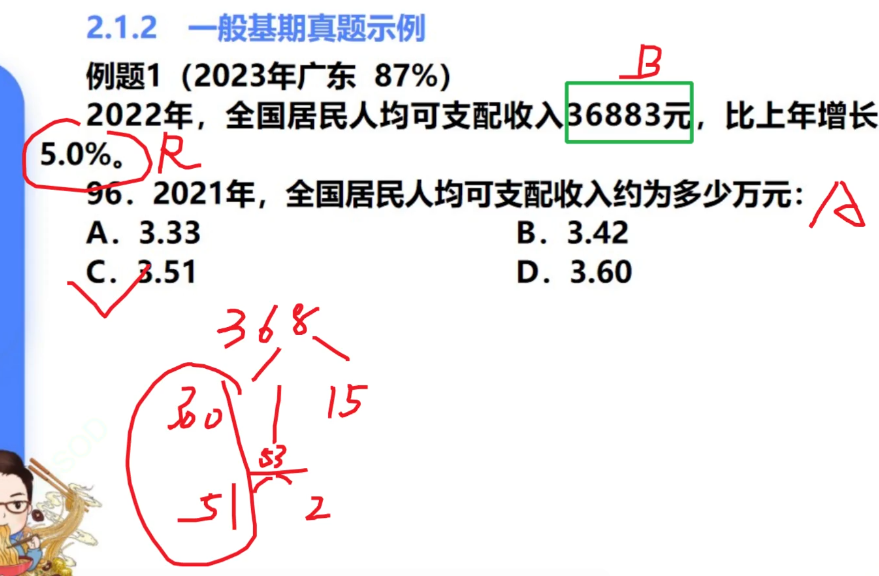 2.1.2 一般基期真题示例
B
例题1（2023年广东 87%）
2022年，全国居民人均可支配收入36883元，比上年增长
5.0%。 R
96．2021年，全国居民人均可支配收入约为多少万元：
A
A．3.33 B．3.42
C．3.51 D．3.60
368
30 15
53
51 2